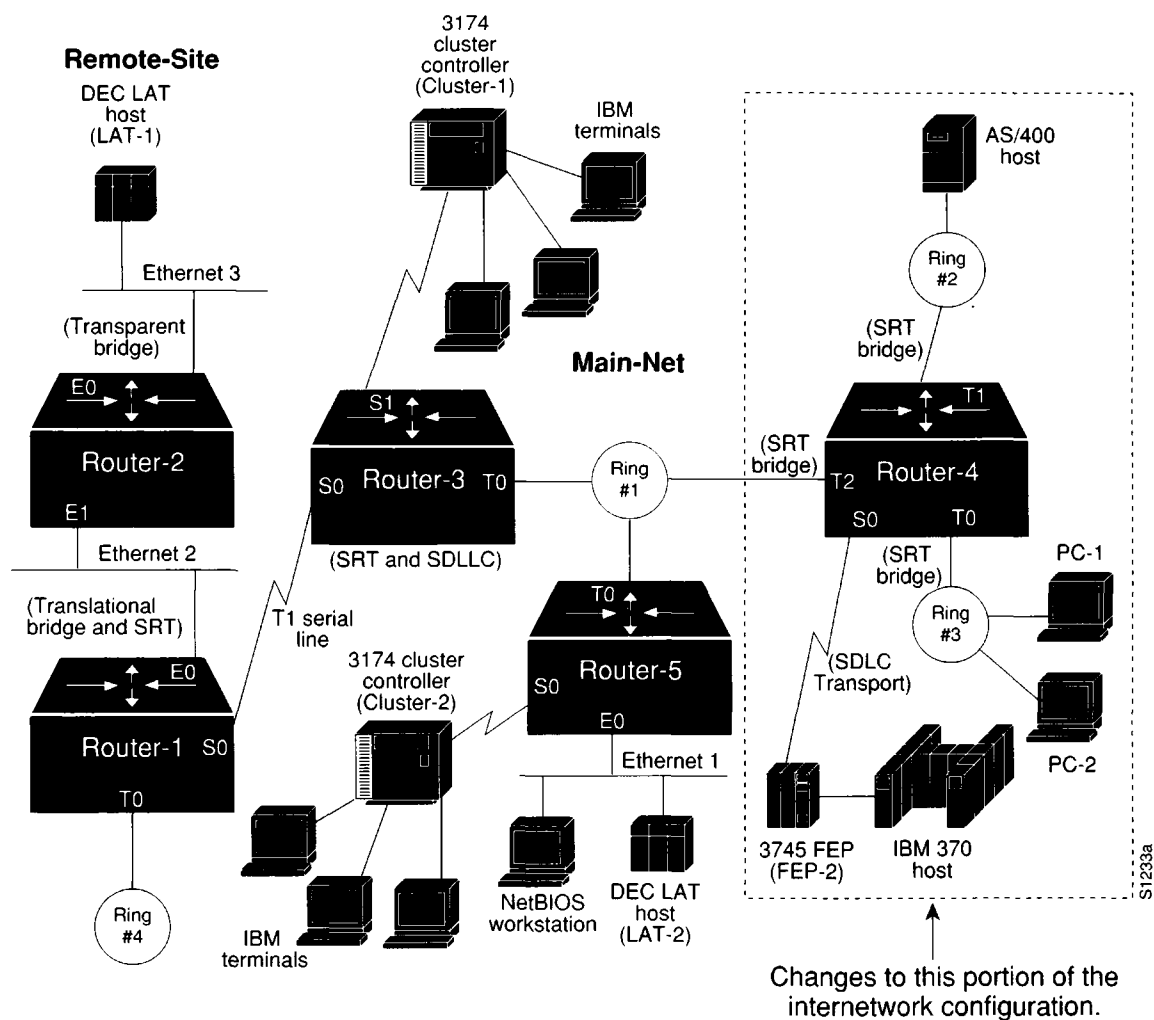 Remote-Site
DEC LAT
host
(LAT-1)
Ethernet 3
(Transparent
bridge)
E0
Router-2
E1
Ethernet 2
(Translational
bridge and SRT)
E0
Router-1
S0
T0
Ring
#4
3174
cluster
controller
(Cluster-1)
IBM
terminals
Main-Net
S1
S0
Router-3
T0
(SRT and SDLLC)
T1 serial
line
Ring
#1
3174 cluster
controller
(Cluster-2)
IBM
terminals
T0
Router-5
S0
E0
Ethernet 1
NetBIOS
workstation
DEC LAT
host
(LAT-2)
AS/400
host
Ring
#2
(SRT
bridge)
T1
(SRT
bridge)
T2
Router-4
S0
T0
(SRT
bridge)
Ring
#3
PC-1
PC-2
(SDLC
Transport)
3745 FEP
(FEP-2)
IBM 370
host
S1233a
Changes to this portion of the
internetwork configuration.